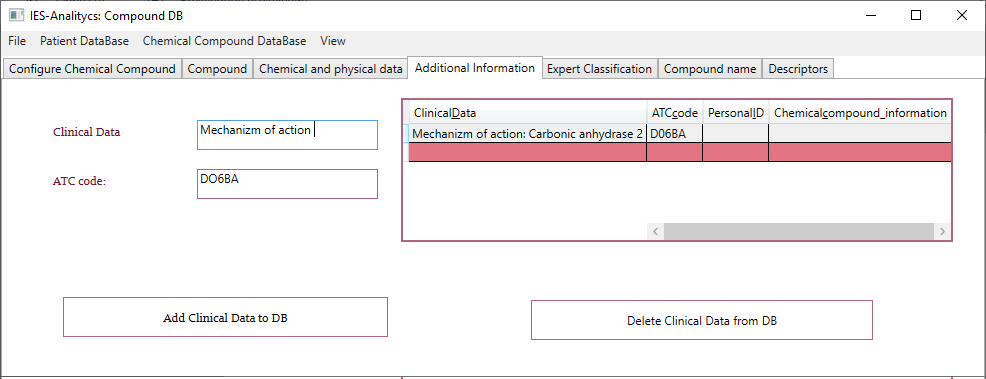 IES-Analitycs: Compound DB
File Patient DataBase Chemical Compound DataBase View
Configure Chemical Compound Compound Chemical and physical data Additional Information Expert Classification Compound name Descriptors
ClinicalData ATCcode PersonalID Chemicalcompound_information
Clinical Data Mechanizm of action
Mechanizm of action: Carbonic anhydrase 2 D06BA
ATC code: DO6BA
Add Clinical Data to DB
Delete Clinical Data from DB